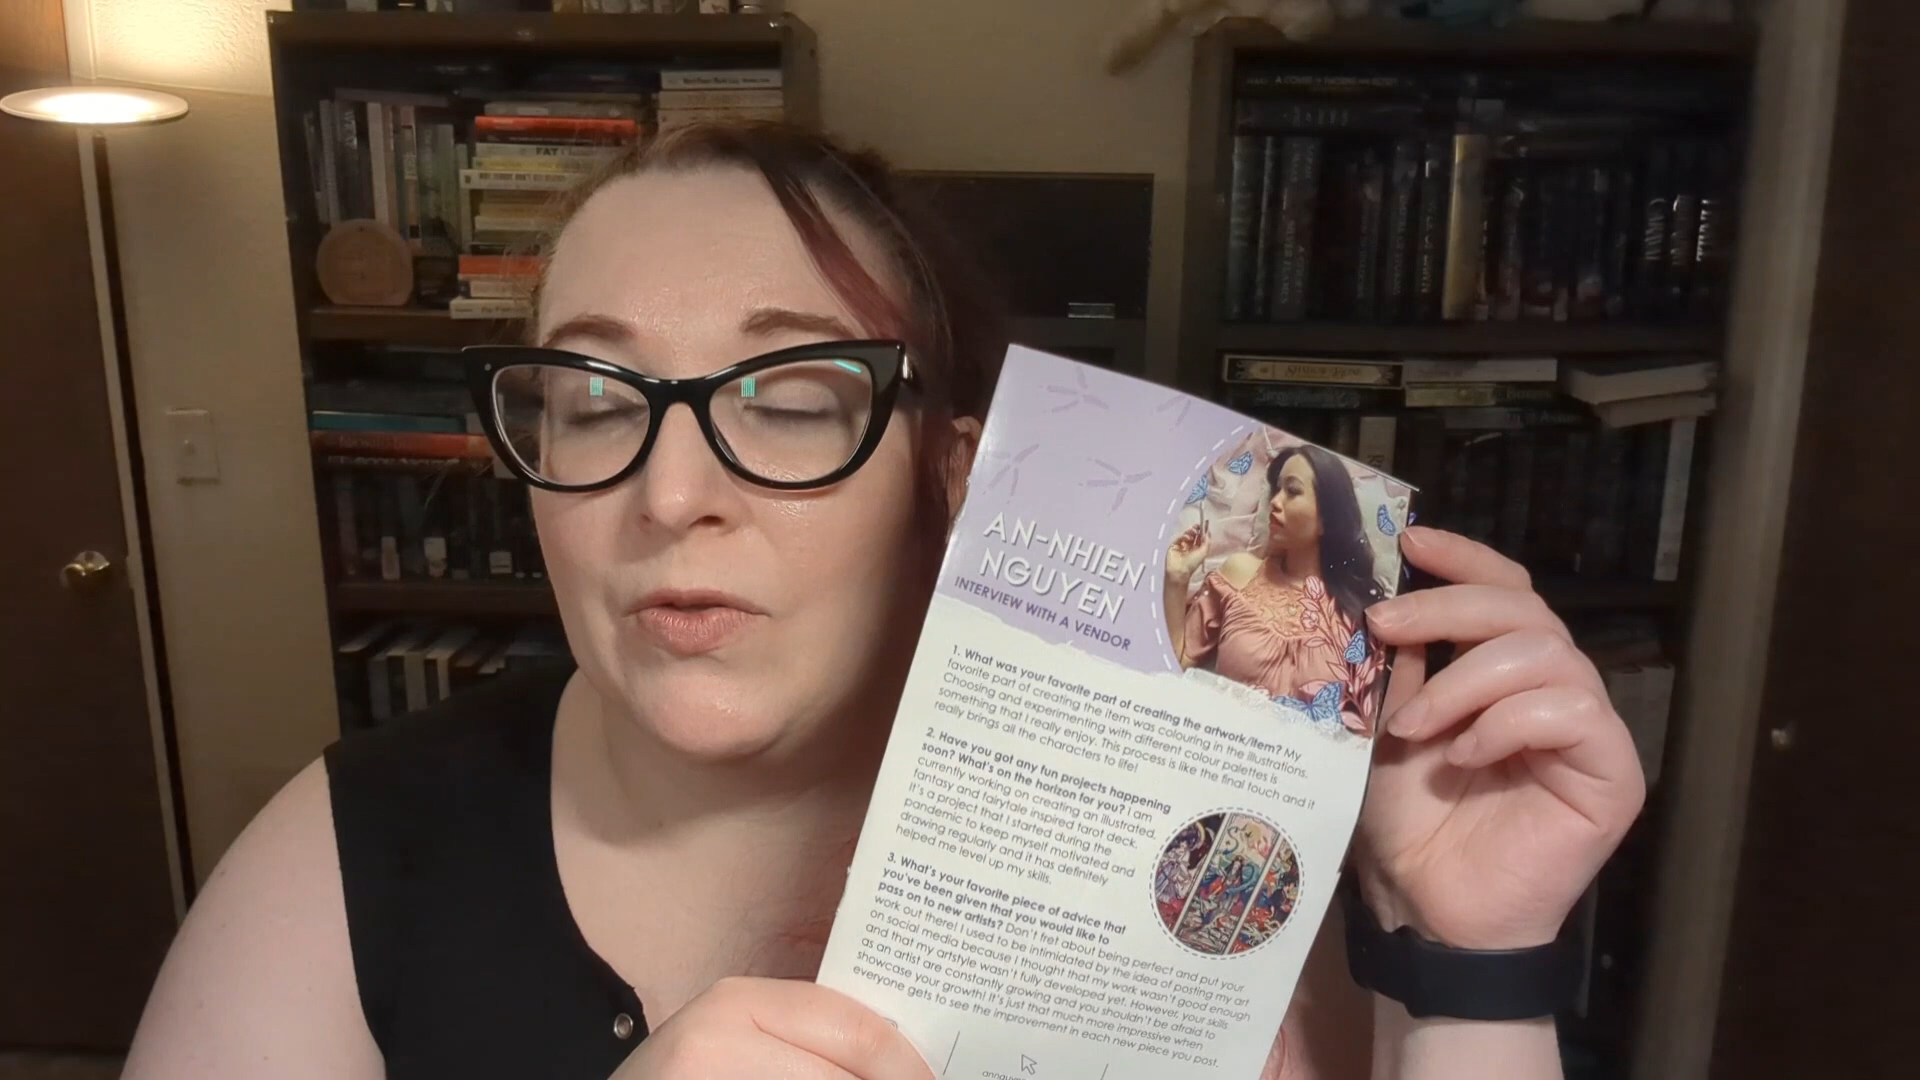 AN-NHIEN
NGUYEN
INTERVIEW WITH A VENDOR
1. What was your favorite part of creating the artwork/item? My
favorite part of creating the item was colouring in the illustrations.
Choosing and experimenting with different colour palettes is
something that I really enjoy. This process is like the final touch and it
really brings all the characters to life!
2. Have you got any fun projects happening
soon? What's on the horizon for you? I am
currently working on creating an illustrated,
fantasy and fairytale inspired tarot deck.
It's a project that I started during the
pandemic to keep myself motivated and
drawing regularly and it has definitely
helped me level up my skills.
3. What's your favorite piece of advice that
you've been given that you would like to
pass on to new artists? Don't fret about being perfect and put your
work out there! I used to be intimidated by the idea of posting my art
on social media because I thought that my work wasn't good enough
and that my artstyle wasn't fully developed yet. However, your skills
as an artist are constantly growing and you shouldn't be afraid to
showcase your growth! It's just that much more impressive when
everyone gets to see the improvement in each new piece you post.
FAT